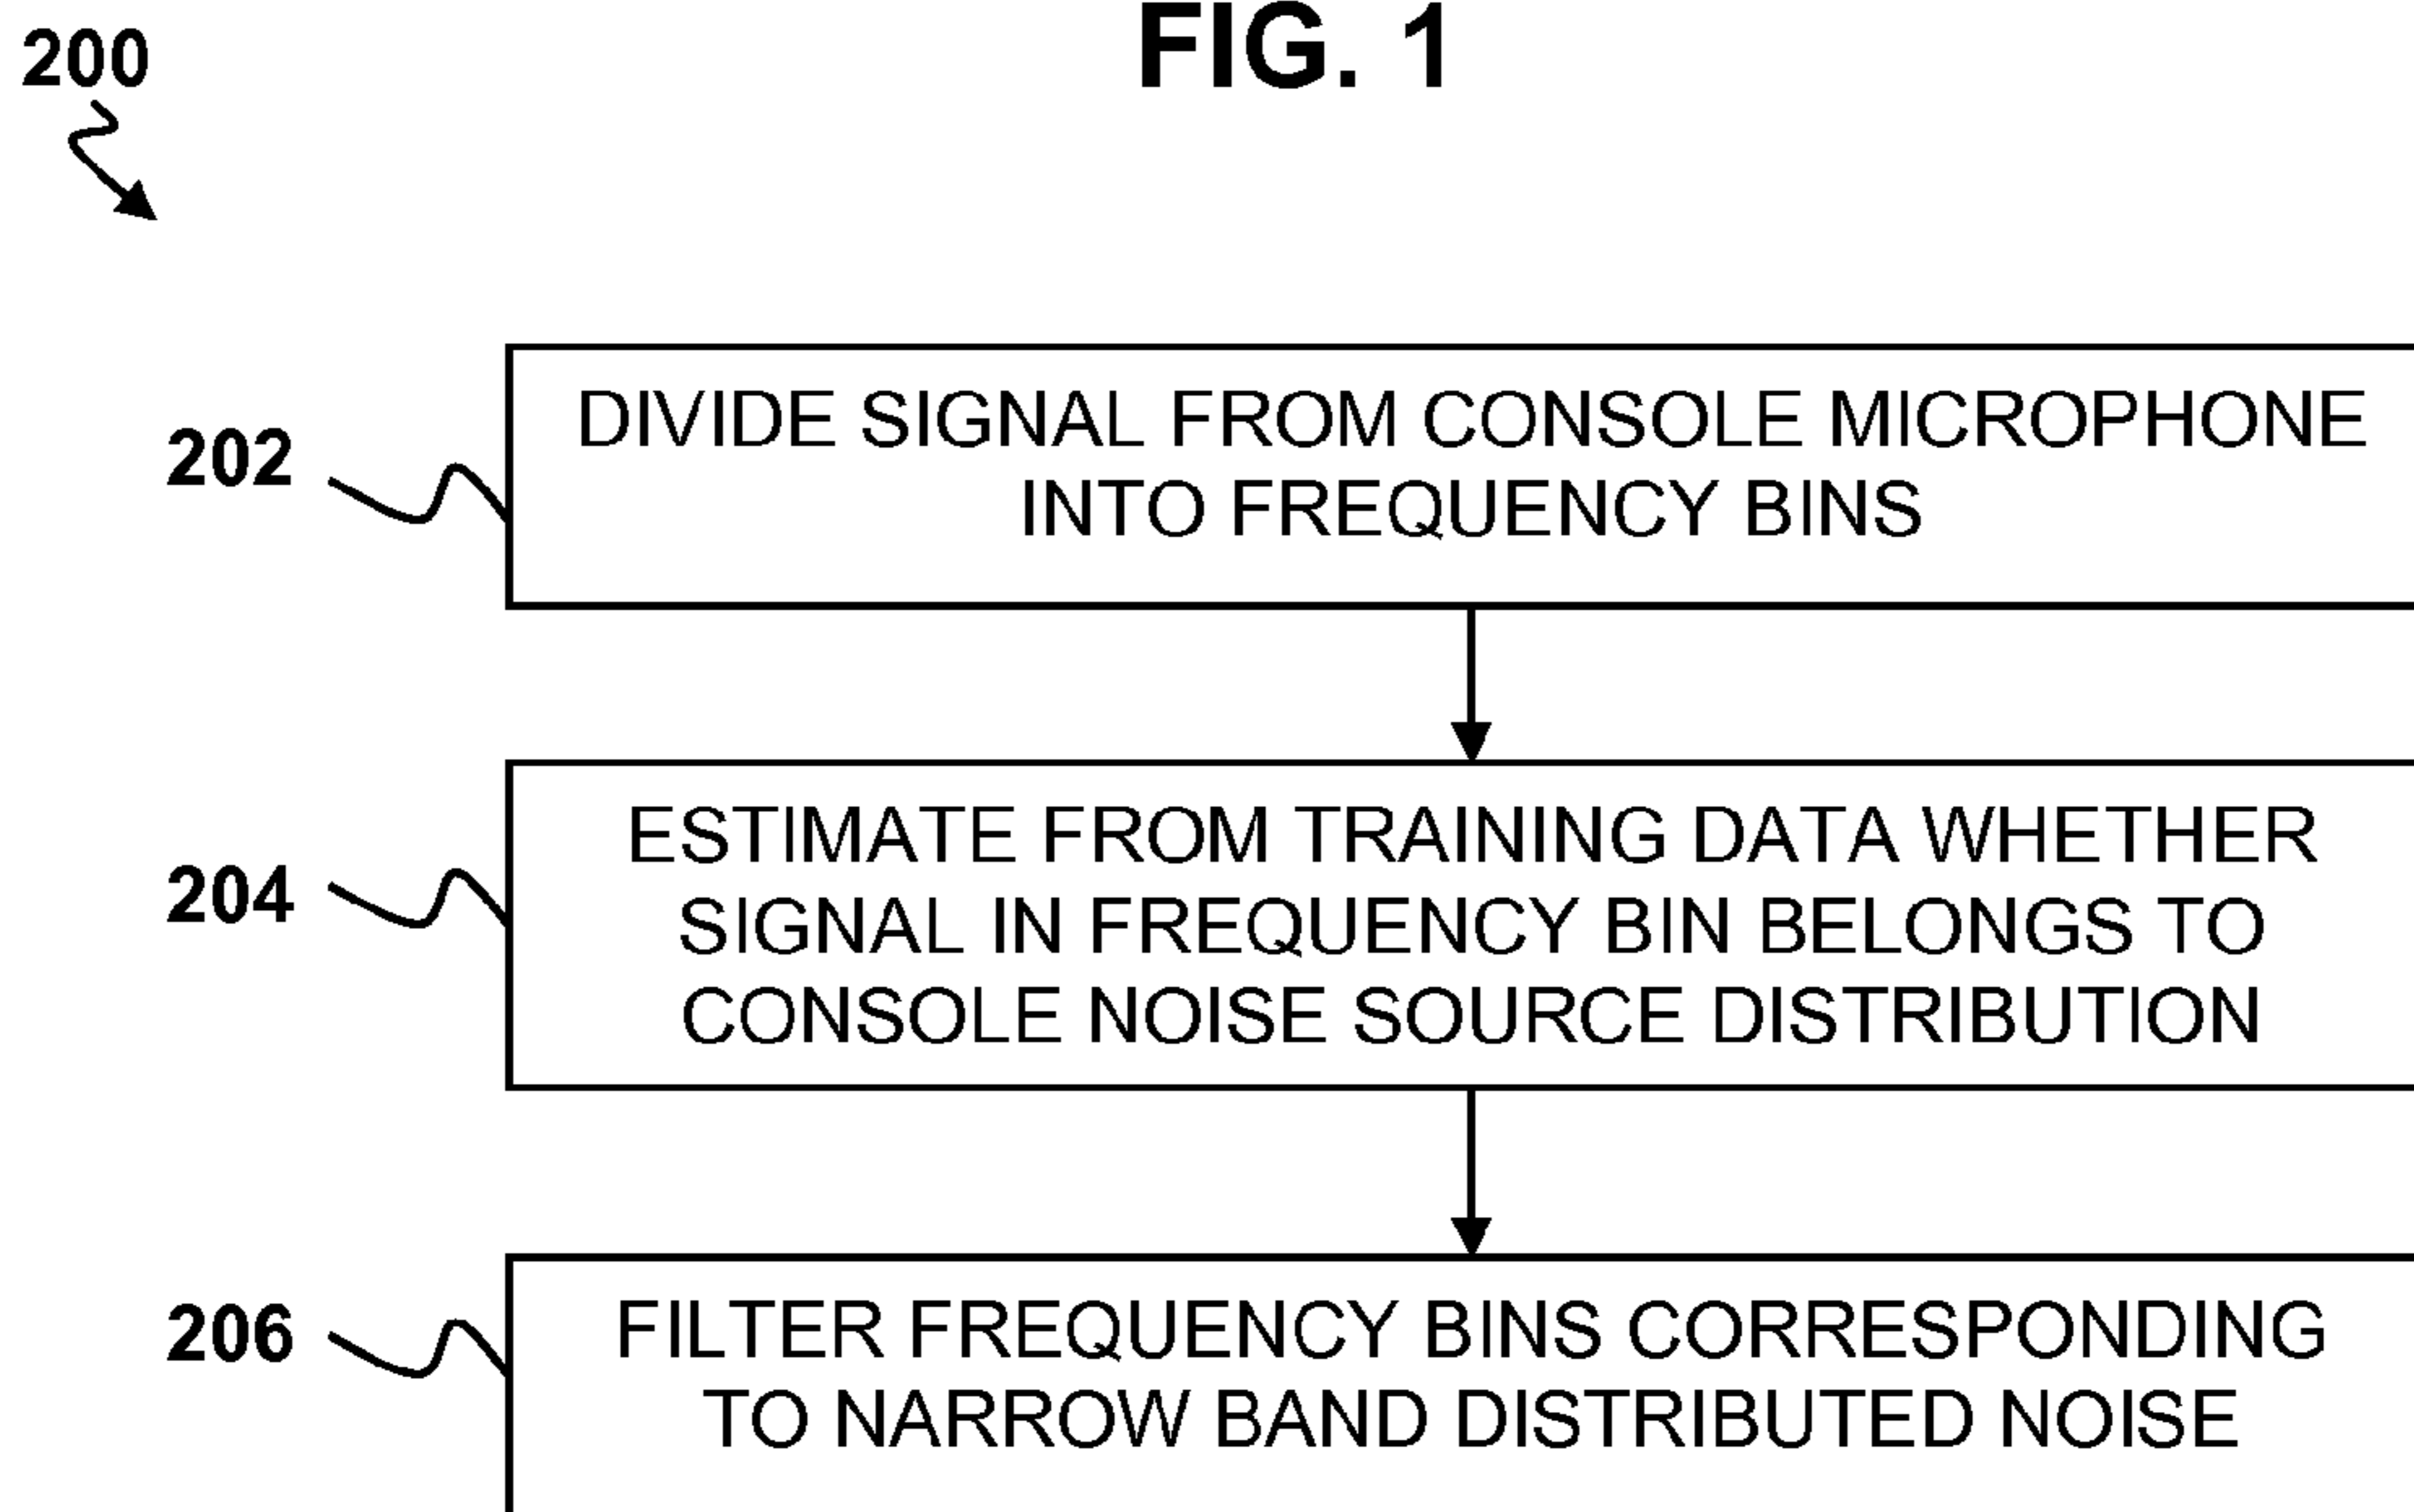 FIG. 1
200
202
DIVIDE SIGNAL FROM CONSOLE MICROPHONE
INTO FREQUENCY BINS
204
ESTIMATE FROM TRAINING DATA WHETHER
SIGNAL IN FREQUENCY BIN BELONGS TO
CONSOLE NOISE SOURCE DISTRIBUTION
206
FILTER FREQUENCY BINS CORRESPONDING
TO NARROW BAND DISTRIBUTED NOISE